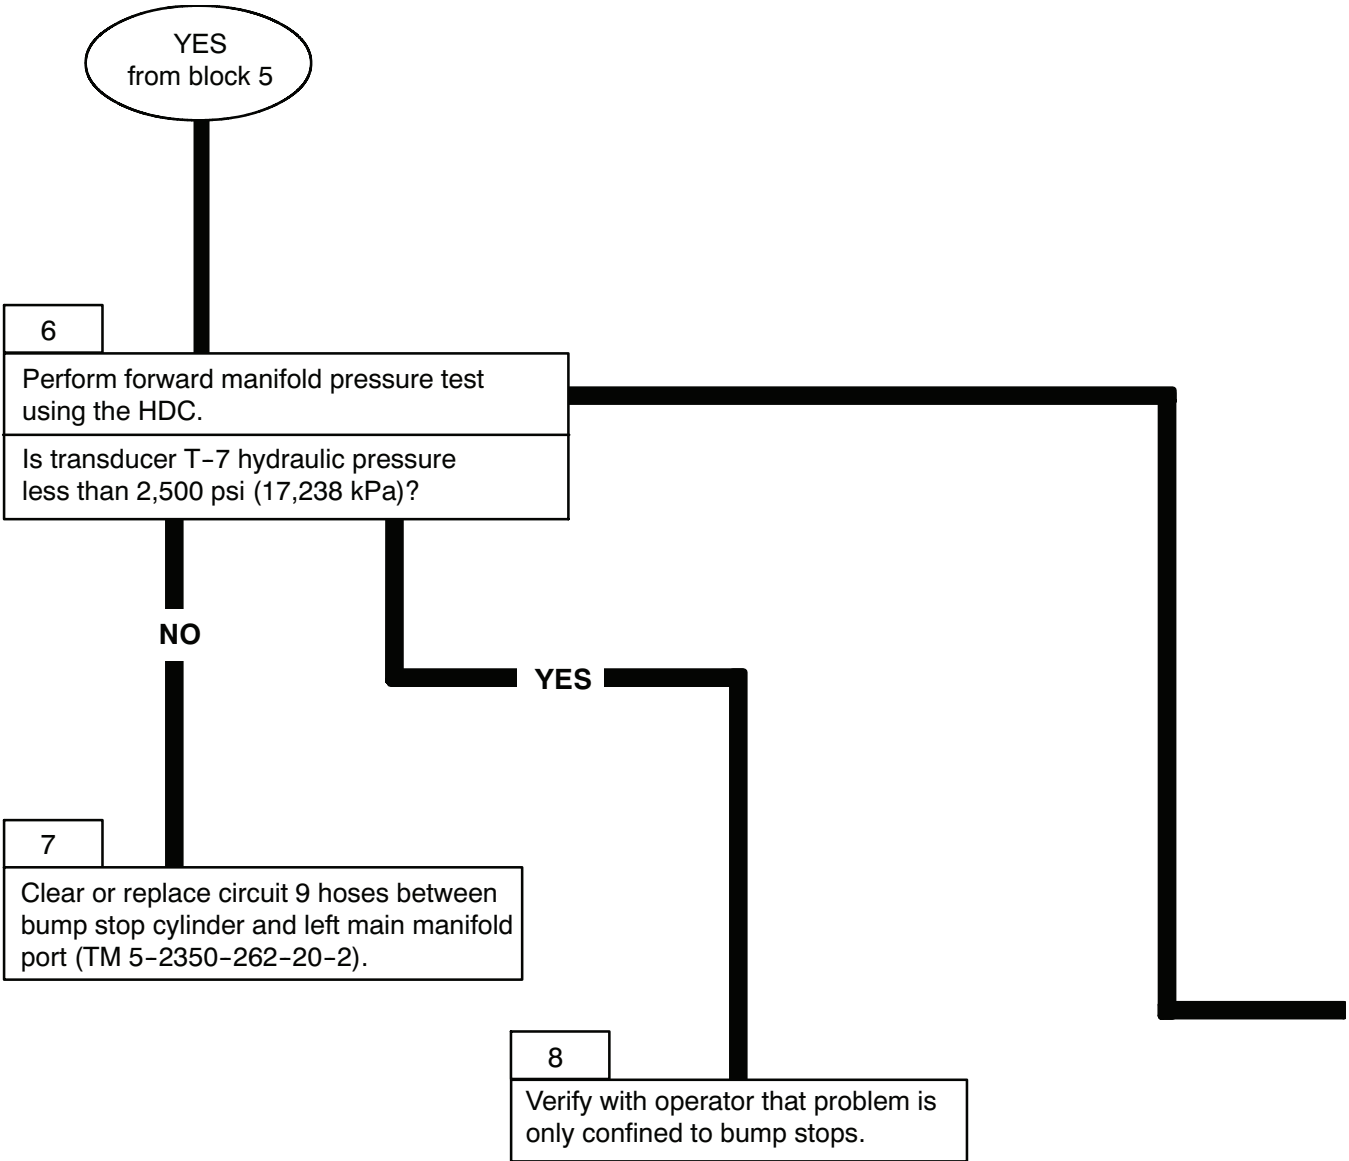 YES
from block 5
6
Perform forward manifold pressure test
using the HDC.
Is transducer T-7 hydraulic pressure
less than 2,500 psi (17,238 kPa)?
NO
YES
7
Clear or replace circuit 9 hoses between
bump stop cylinder and left main manifold
port (TM 5-2350-262-20-2).
8
Verify with operator that problem is
only confined to bump stops.